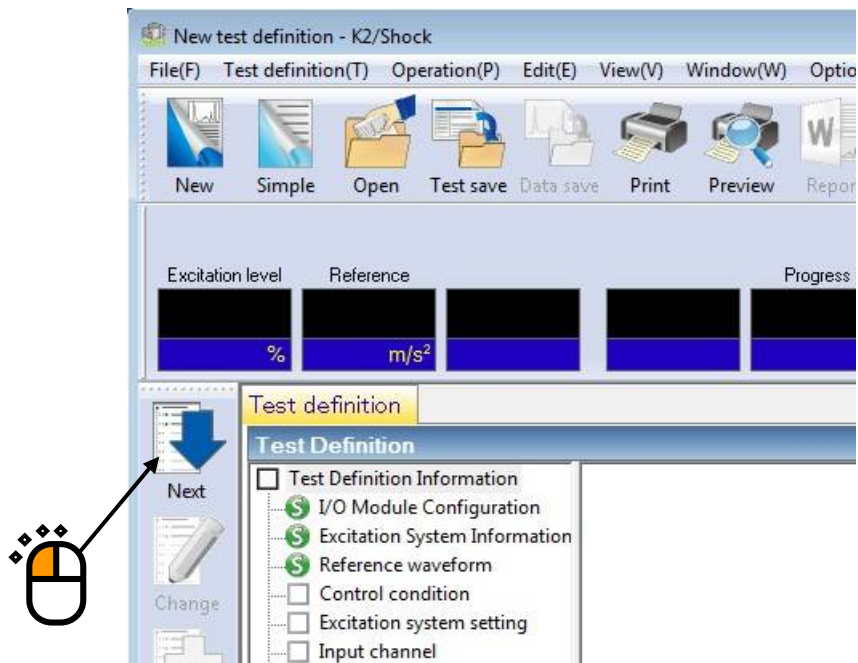 New test definition - K2/Shock
File(F) Test definition(T) Operation(P) Edit(E) View(V) Window(W) Optio
New Simple Open Test save Data save Print Preview Repor
Excitation level Reference Progress
% m/s²
Test definition
Test Definition
Next
Change
Test Definition Information
S I/O Module Configuration
S Excitation System Information
S Reference waveform
Control condition
Excitation system setting
Input channel